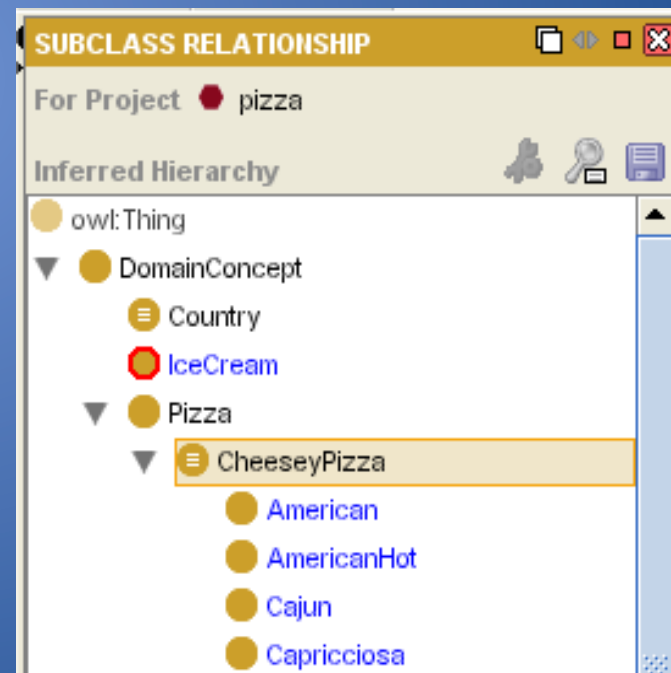 SUBCLASS RELATIONSHIP
For Project pizza
Inferred Hierarchy
owl:Thing
DomainConcept
Country
IceCream
Pizza
CheeseyPizza
American
AmericanHot
Cajun
Capricciosa